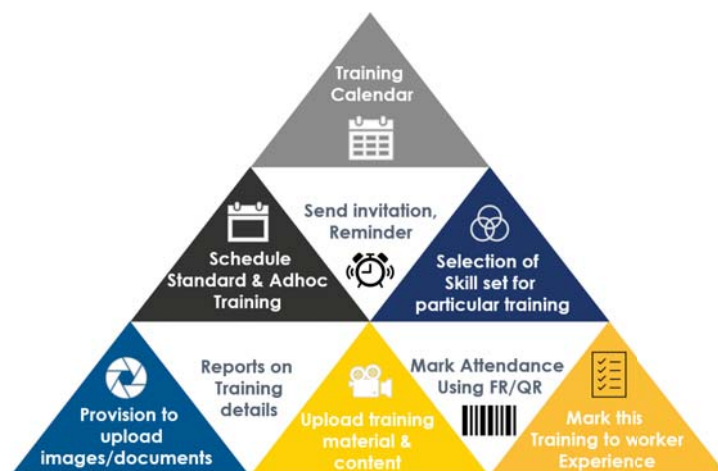 Training
Calendar
Send invitation,
Reminder
Schedule
Standard & Adhoc
Training
Selection of
Skill set for
particular training
Reports on
Training
details
Mark Attendance
Using FR/QR
Provision to
upload
images/documents
Upload training
material &
content
Mark this
Training to worker
Experience